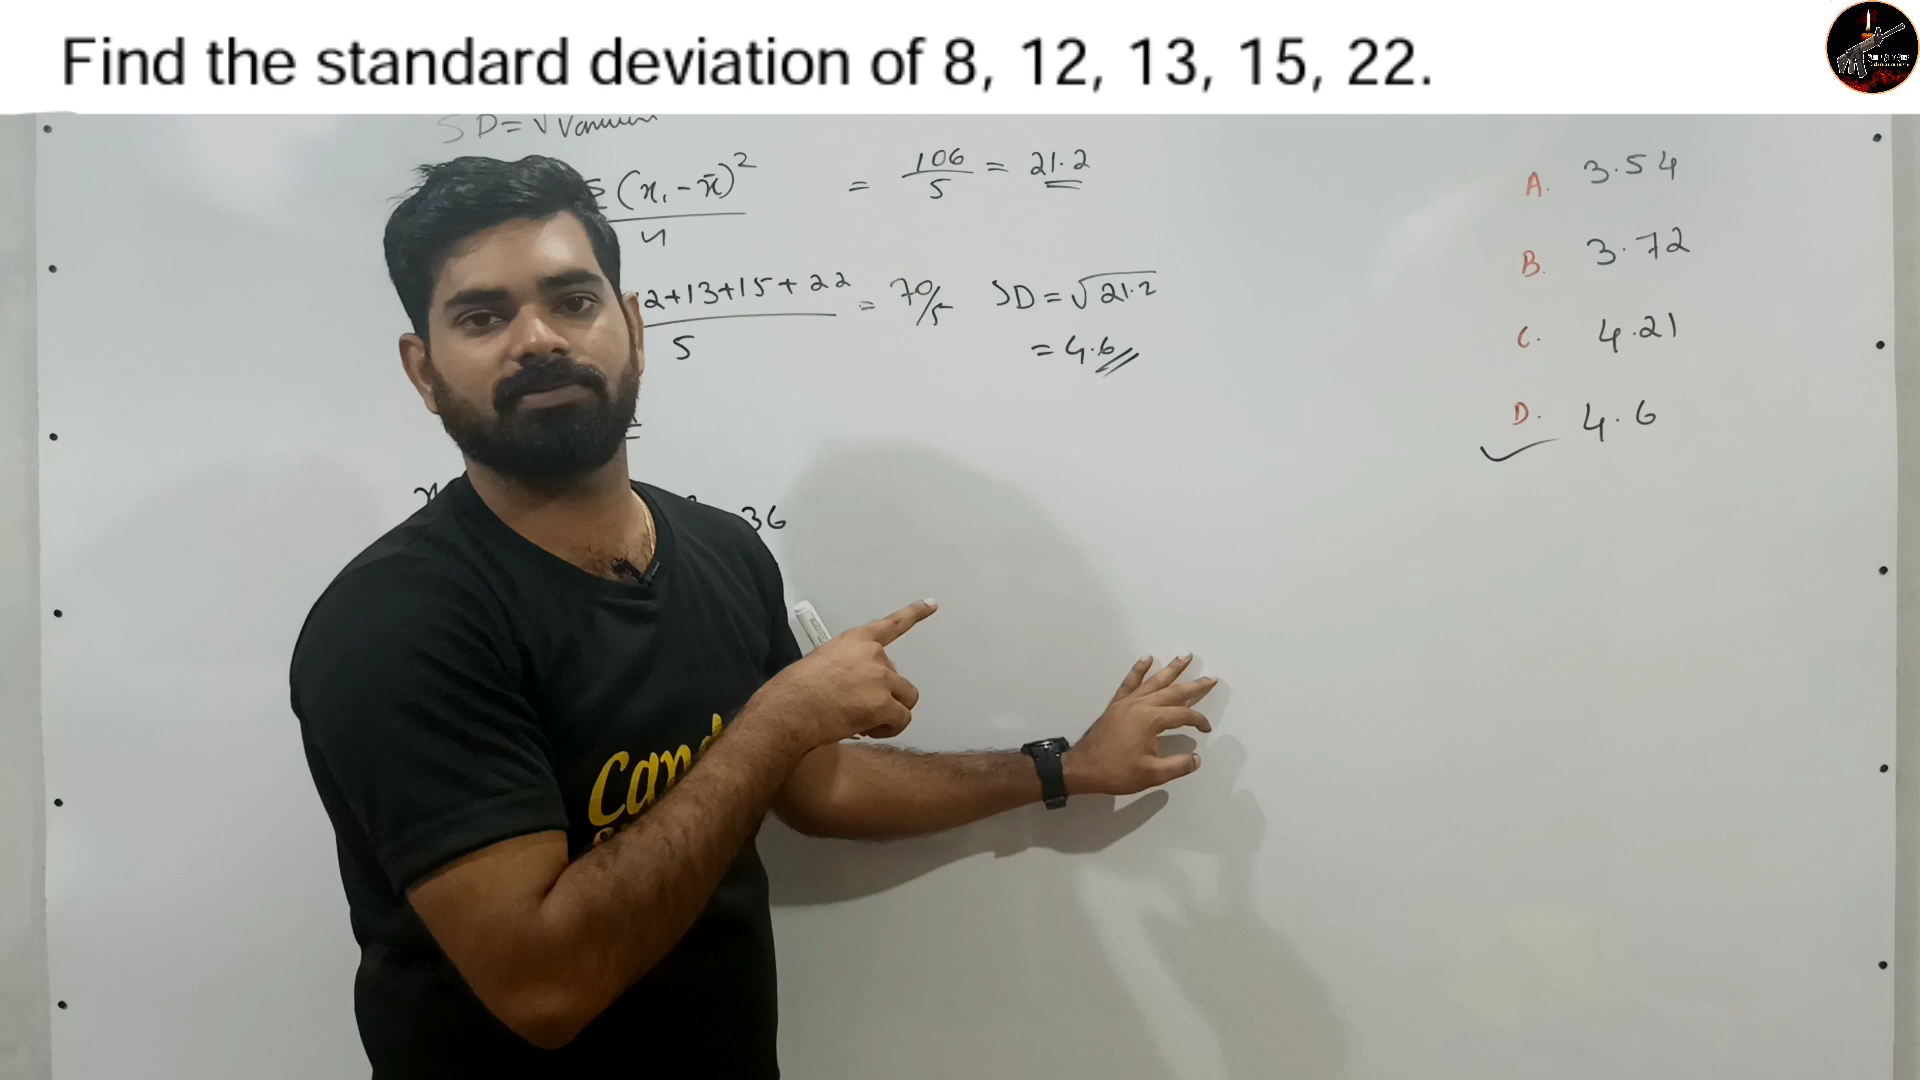 Find the standard deviation of 8, 12, 13, 15, 22.
SD = √
(x₁ - x̄)² = 106/5 = 21.2
n
2+13+15+22 = 70/5 SD = √21.2
5 = 4.6
36
A. 3.54
B. 3.72
C. 4.21
D. 4.6
Can